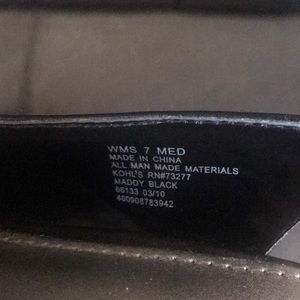 WMS 7 MED
MADE IN CHINA
ALL MAN MADE MATERIALS
KOHL'S RN#73277
MADDY BLACK
66133 03/10
400908783942